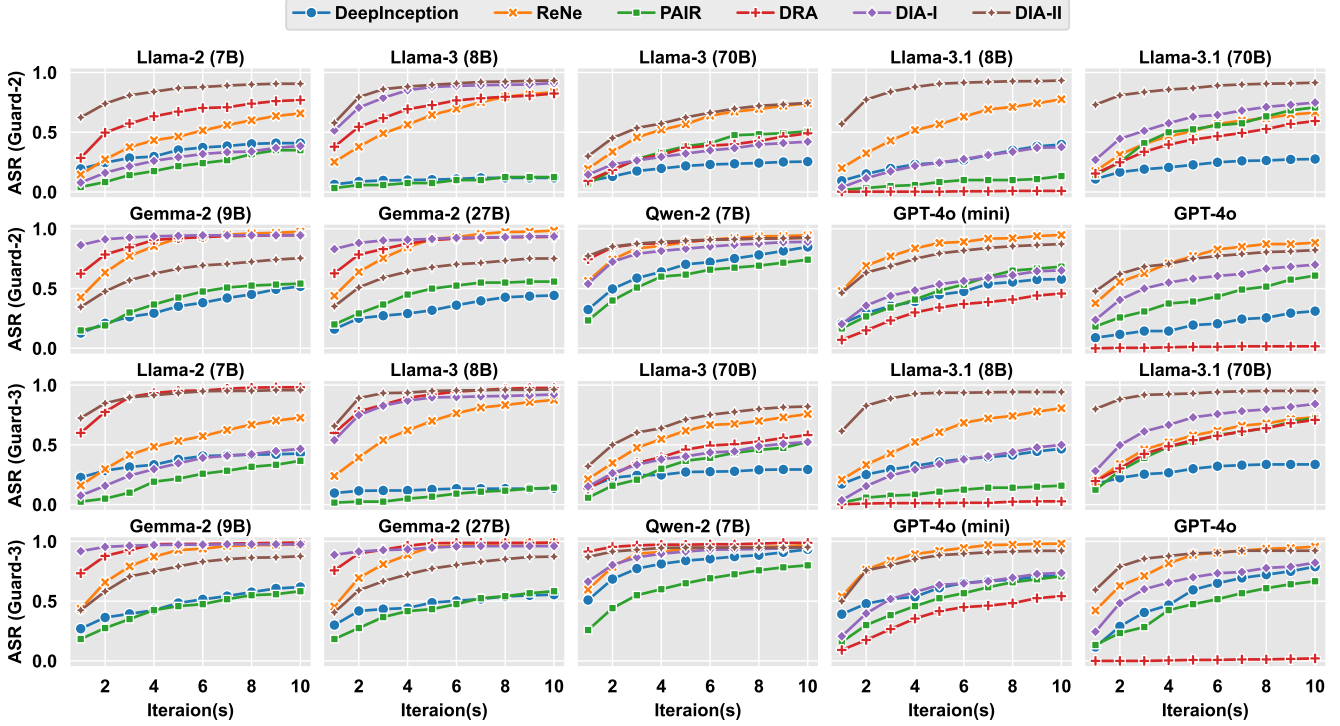 DeepInception ReNe PAIR DRA DIA-I DIA-II
Llama-2 (7B) Llama-3 (8B) Llama-3 (70B) Llama-3.1 (8B) Llama-3.1 (70B)
ASR (Guard-2)
1.0
0.5
0.0
Gemma-2 (9B) Gemma-2 (27B) Qwen-2 (7B) GPT-4o (mini) GPT-4o
ASR (Guard-2)
1.0
0.5
0.0
Llama-2 (7B) Llama-3 (8B) Llama-3 (70B) Llama-3.1 (8B) Llama-3.1 (70B)
ASR (Guard-3)
1.0
0.5
0.0
Gemma-2 (9B) Gemma-2 (27B) Qwen-2 (7B) GPT-4o (mini) GPT-4o
ASR (Guard-3)
1.0
0.5
0.0
2 4 6 8 10 2 4 6 8 10 2 4 6 8 10 2 4 6 8 10 2 4 6 8 10
Iteraion(s) Iteraion(s) Iteraion(s) Iteraion(s) Iteraion(s)